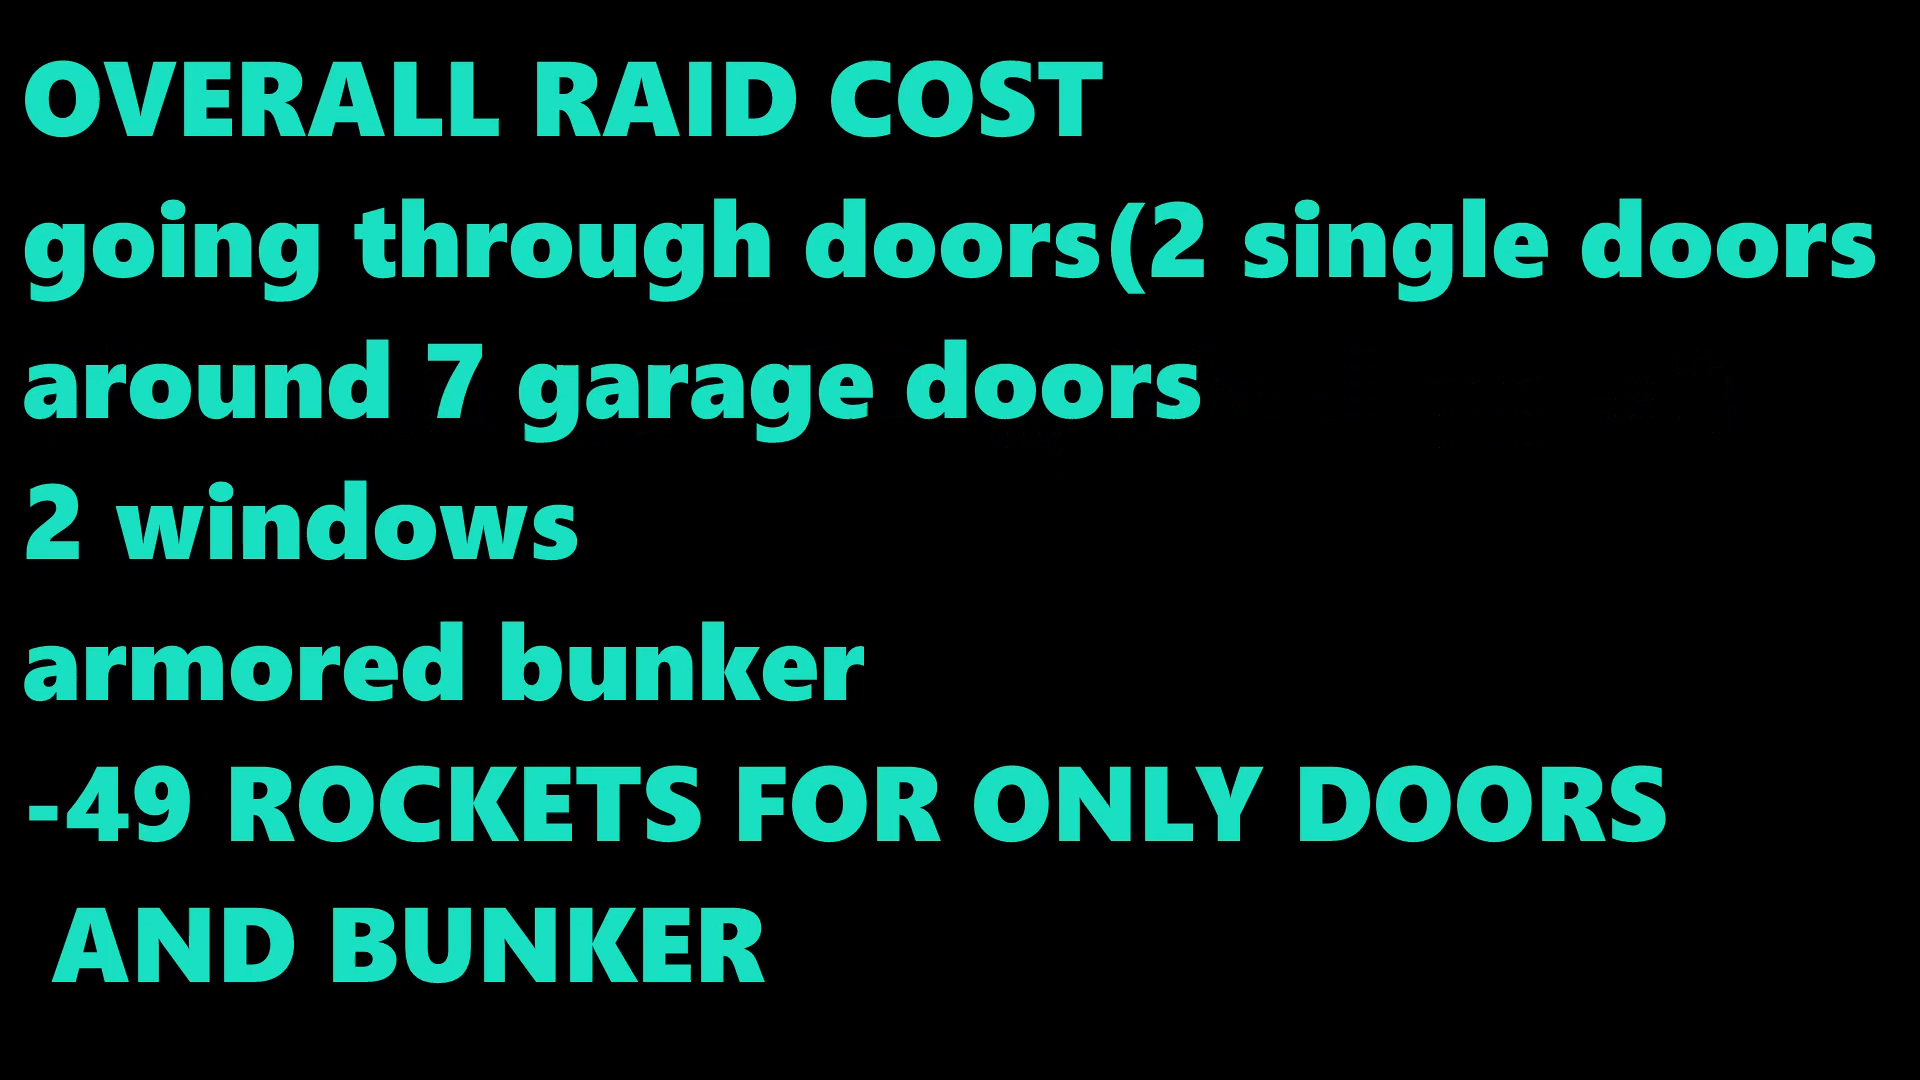 OVERALL RAID COST
going through doors(2 single doors
around 7 garage doors
2 windows
armored bunker
-49 ROCKETS FOR ONLY DOORS
AND BUNKER